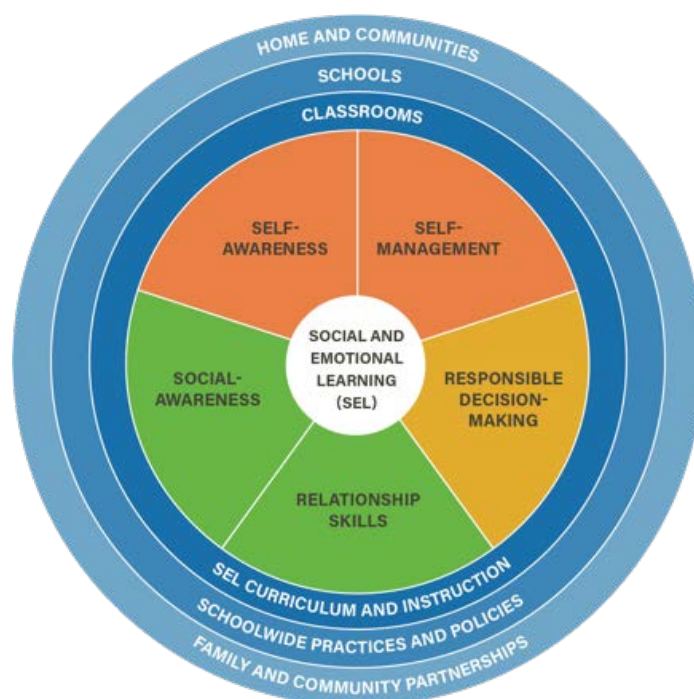 HOME AND COMMUNITIES
SCHOOLS
CLASSROOMS
SELF-
AWARENESS
SELF-
MANAGEMENT
SOCIAL AND
EMOTIONAL
LEARNING
(SEL)
SOCIAL-
AWARENESS
RESPONSIBLE
DECISION-
MAKING
RELATIONSHIP
SKILLS
SEL CURRICULUM AND INSTRUCTION
SCHOOLWIDE PRACTICES AND POLICIES
FAMILY AND COMMUNITY PARTNERSHIPS